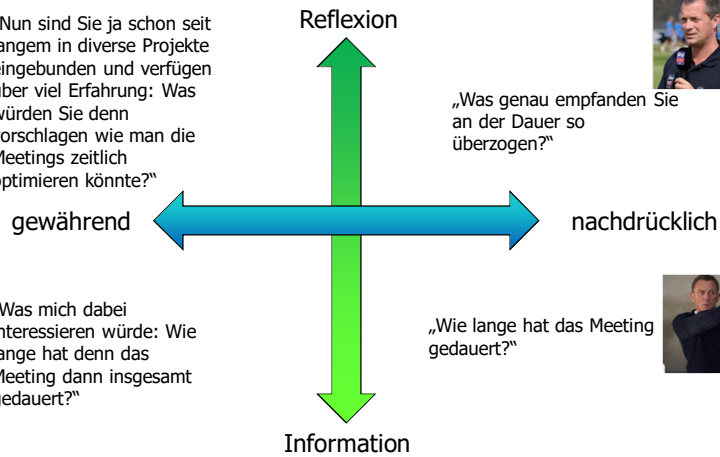 Reflexion
Nun sind Sie ja schon seit
langem in diverse Projekte
eingebunden und verfügen
über viel Erfahrung: Was
würden Sie denn
vorschlagen wie man die
Meetings zeitlich
optimieren könnte?“
„Was genau empfanden Sie
an der Dauer so
überzogen?“
gewährend
nachdrücklich
Was mich dabei
interessieren würde: Wie
lange hat denn das
Meeting dann insgesamt
gedauert?“
„Wie lange hat das Meeting
gedauert?“
Information